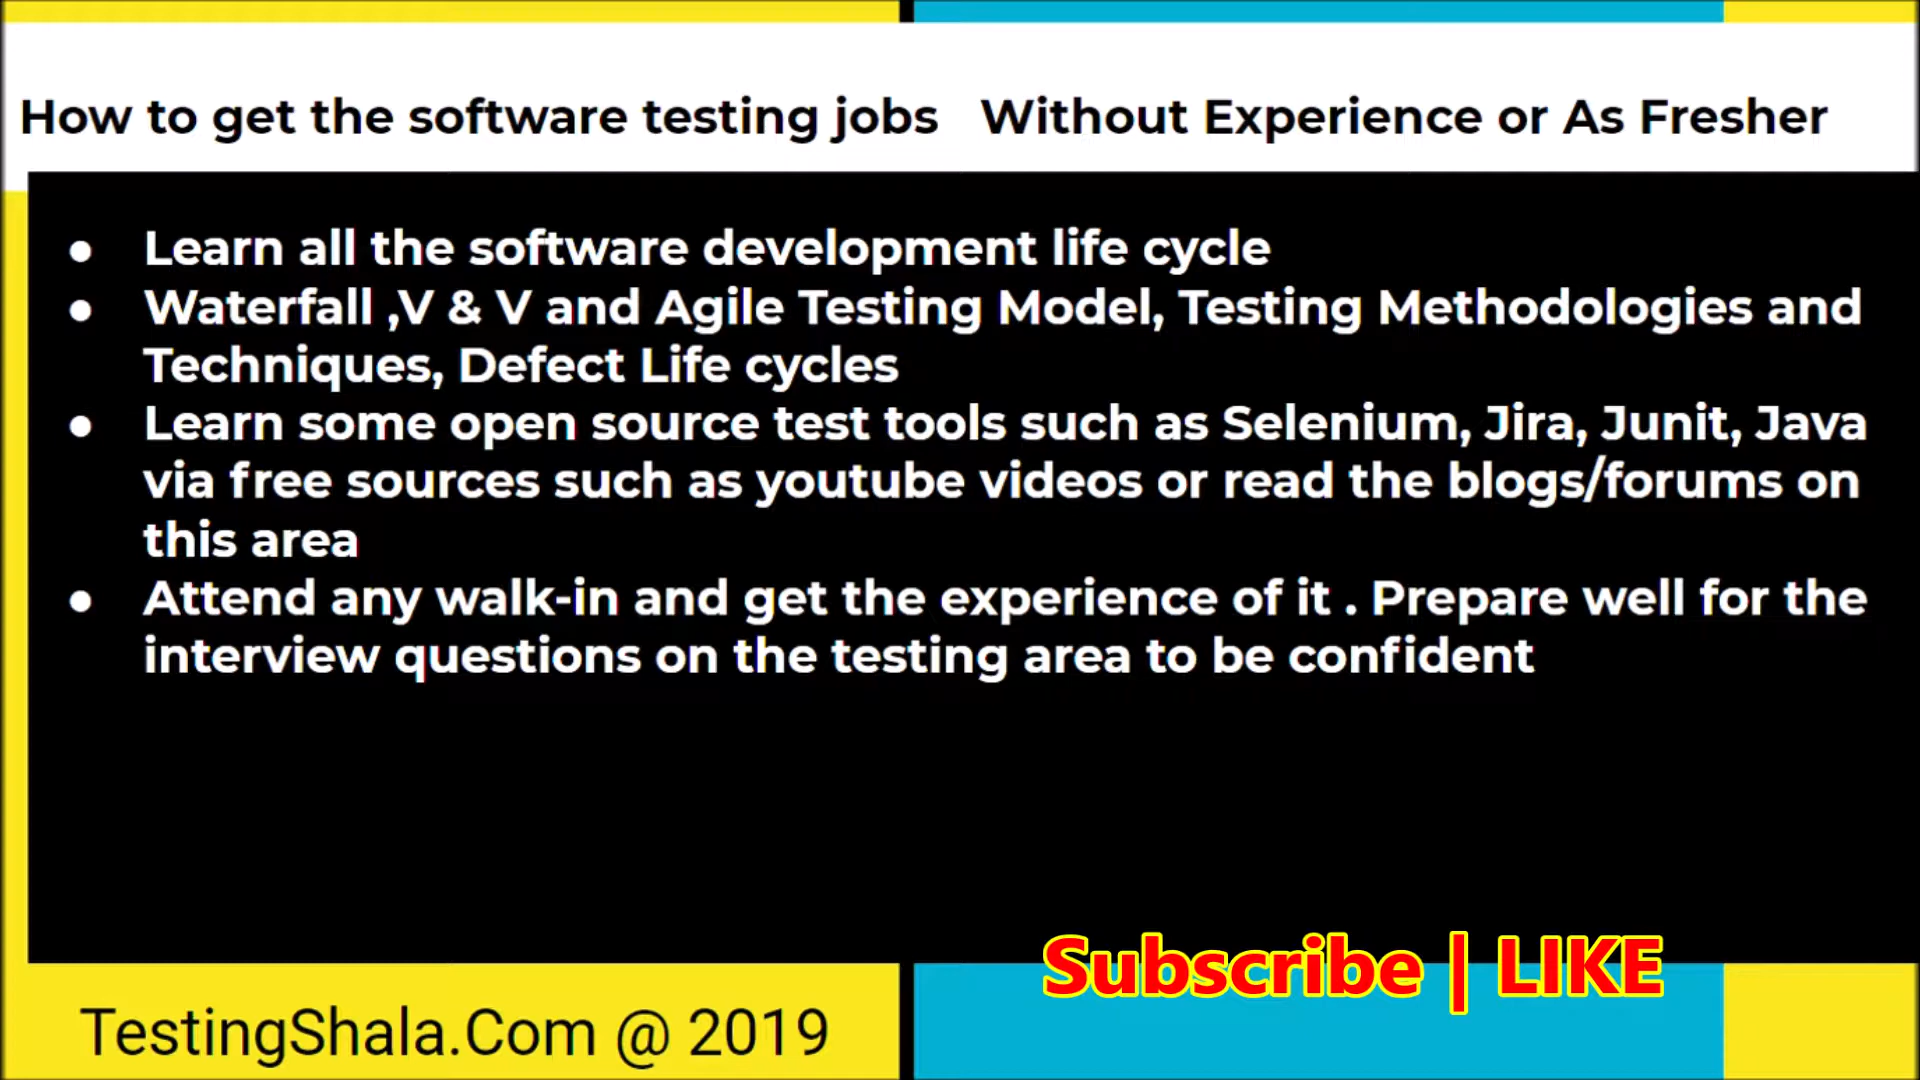 How to get the software testing jobs Without Experience or As Fresher
● Learn all the software development life cycle
● Waterfall ,V & V and Agile Testing Model, Testing Methodologies and
Techniques, Defect Life cycles
● Learn some open source test tools such as Selenium, Jira, Junit, Java
via free sources such as youtube videos or read the blogs/forums on
this area
● Attend any walk-in and get the experience of it . Prepare well for the
interview questions on the testing area to be confident
Subscribe | LIKE
TestingShala.Com @ 2019